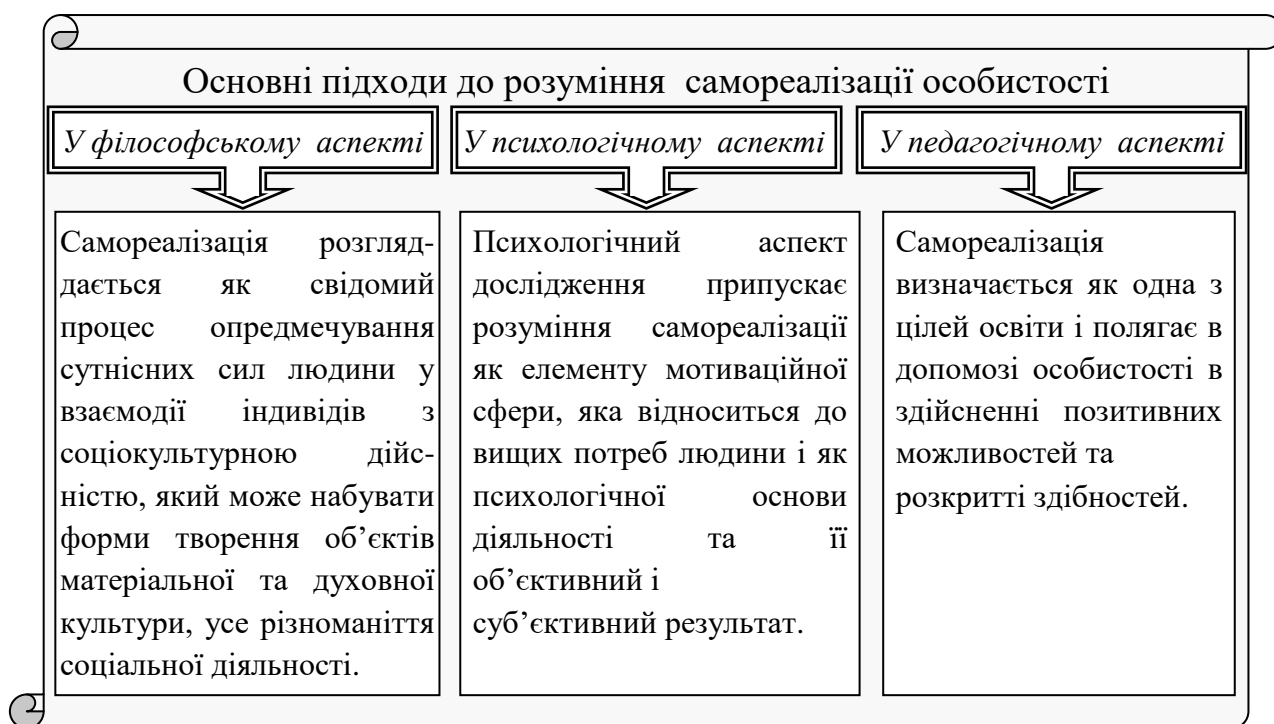 Основні підходи до розуміння самореалізації особистості
У філософському аспекті
У психологічному аспекті
У педагогічному аспекті
Самореалізація розгляд-
дається як свідомий
процес опредмечування
сутнісних сил людини у
взаємодії індивідів з
соціокультурною дійс-
ністю, який може набувати
форми творення об’єктів
матеріальної та духовної
культури, усе різноманіття
соціальної діяльності.
Психологічний аспект
дослідження припускає
розуміння самореалізації
як елементу мотиваційної
сфери, яка відноситься до
вищих потреб людини і як
психологічної основи
діяльності та її
об’єктивний і
суб’єктивний результат.
Самореалізація
визначається як одна з
цілей освіти і полягає в
допомозі особистості в
здійсненні позитивних
можливостей та
розкритті здібностей.